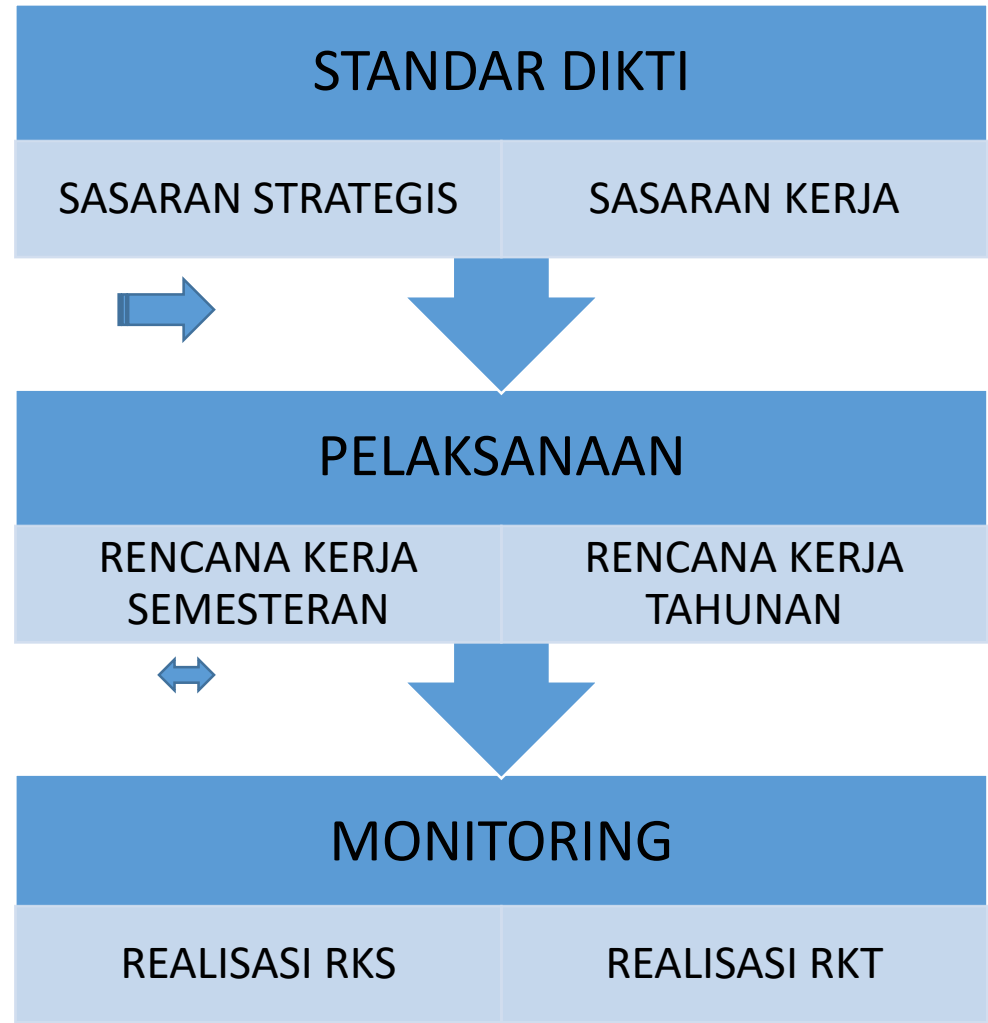 STANDAR DIKTI
SASARAN STRATEGIS
SASARAN KERJA
PELAKSANAAN
RENCANA KERJA
SEMESTERAN
RENCANA KERJA
TAHUNAN
MONITORING
REALISASI RKS
REALISASI RKT